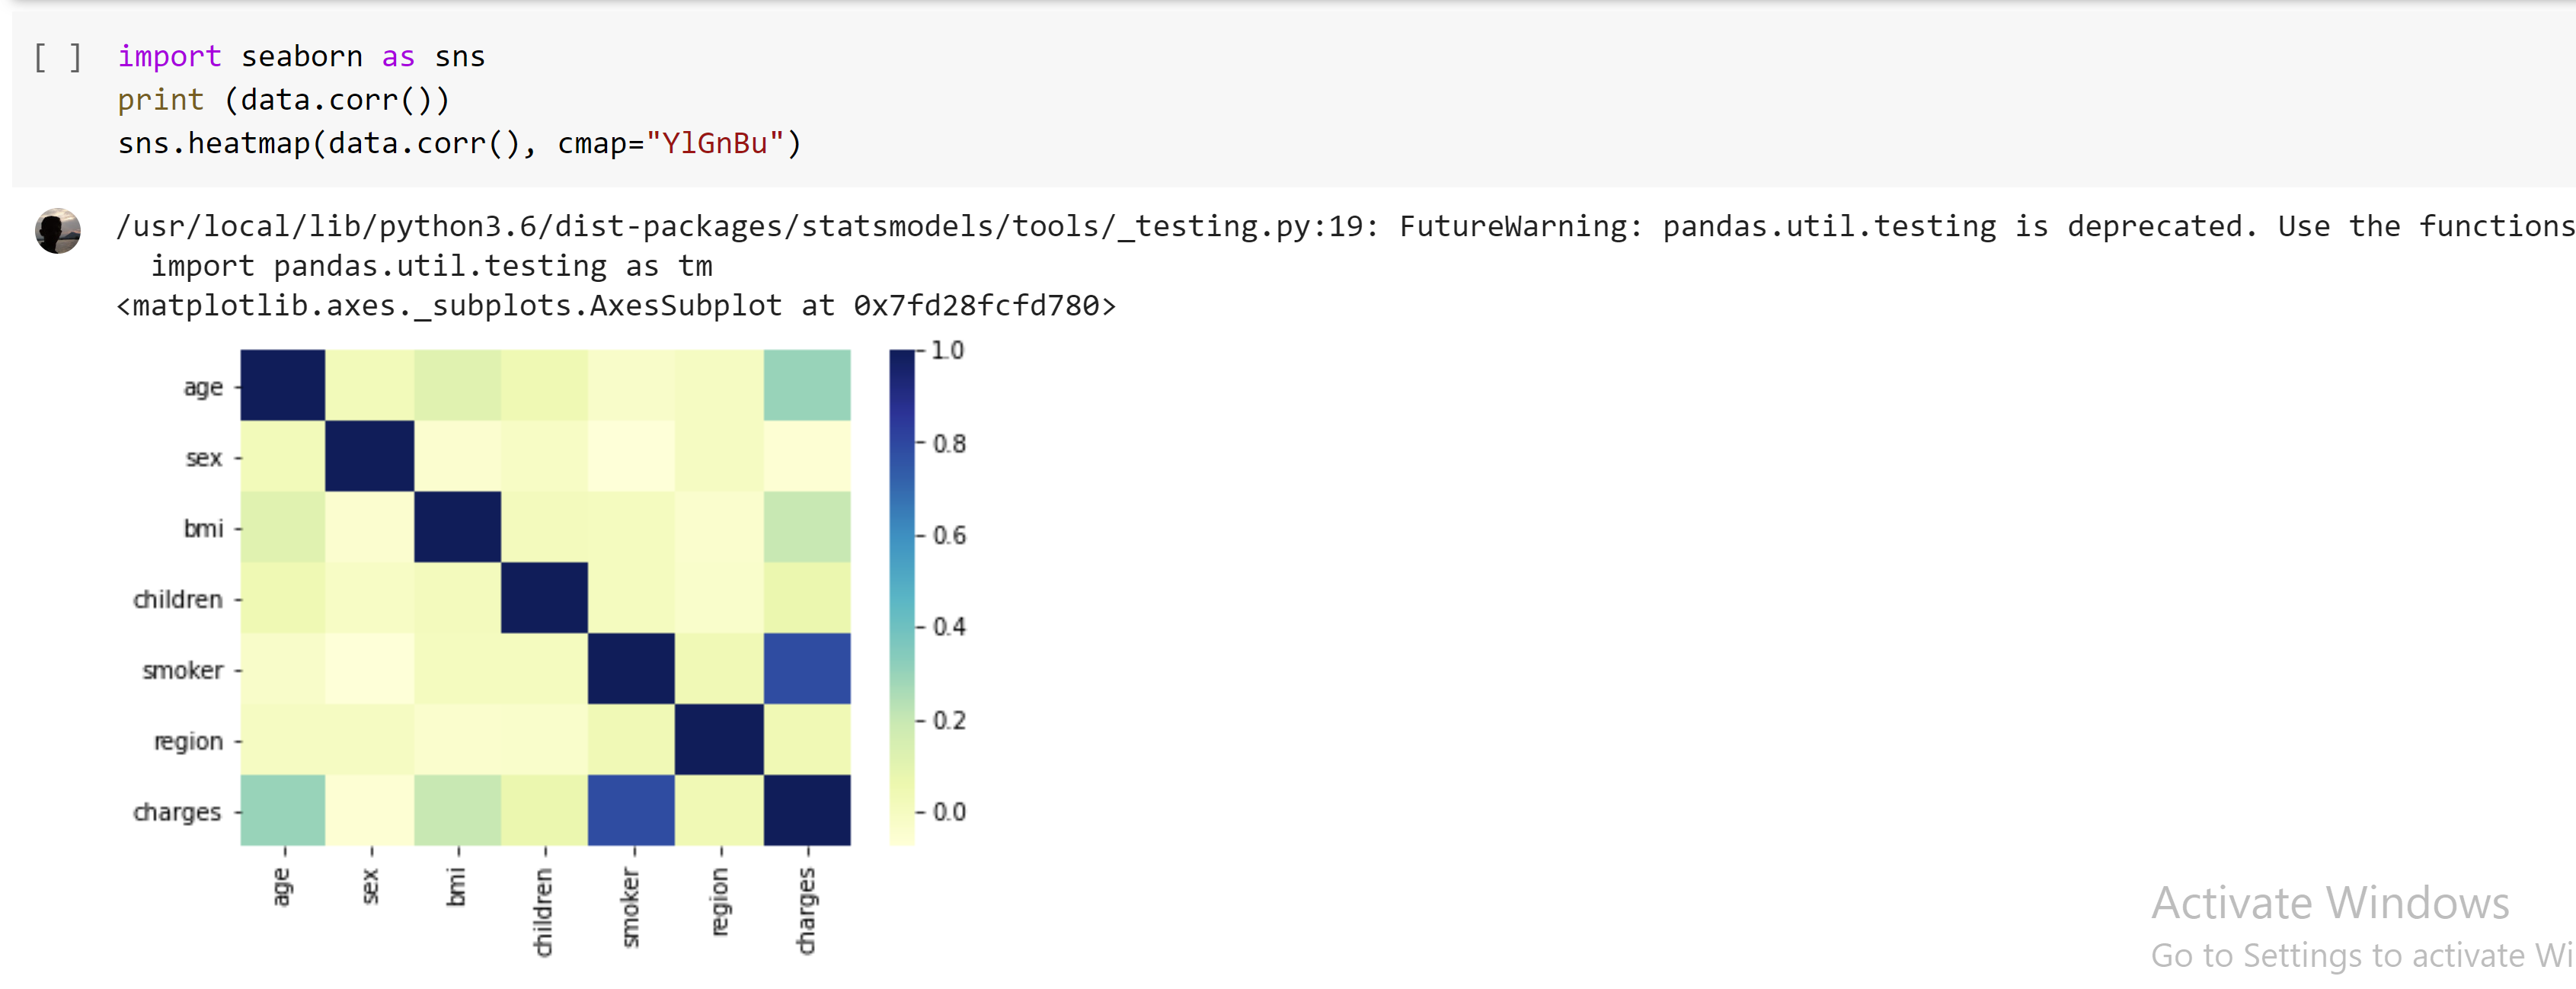 [ ] import seaborn as sns
print (data.corr())
sns.heatmap(data.corr(), cmap="YlGnBu")
/usr/local/lib/python3.6/dist-packages/statsmodels/tools/_testing.py:19: FutureWarning: pandas.util.testing is deprecated. Use the functions
import pandas.util.testing as tm
<matplotlib.axes._subplots.AxesSubplot at 0x7fd28fcfd780>
age
sex
bmi
children
smoker
region
charges
age sex bmi children smoker region charges
1.0
0.8
0.6
0.4
0.2
0.0
Activate Windows
Go to Settings to activate Wi